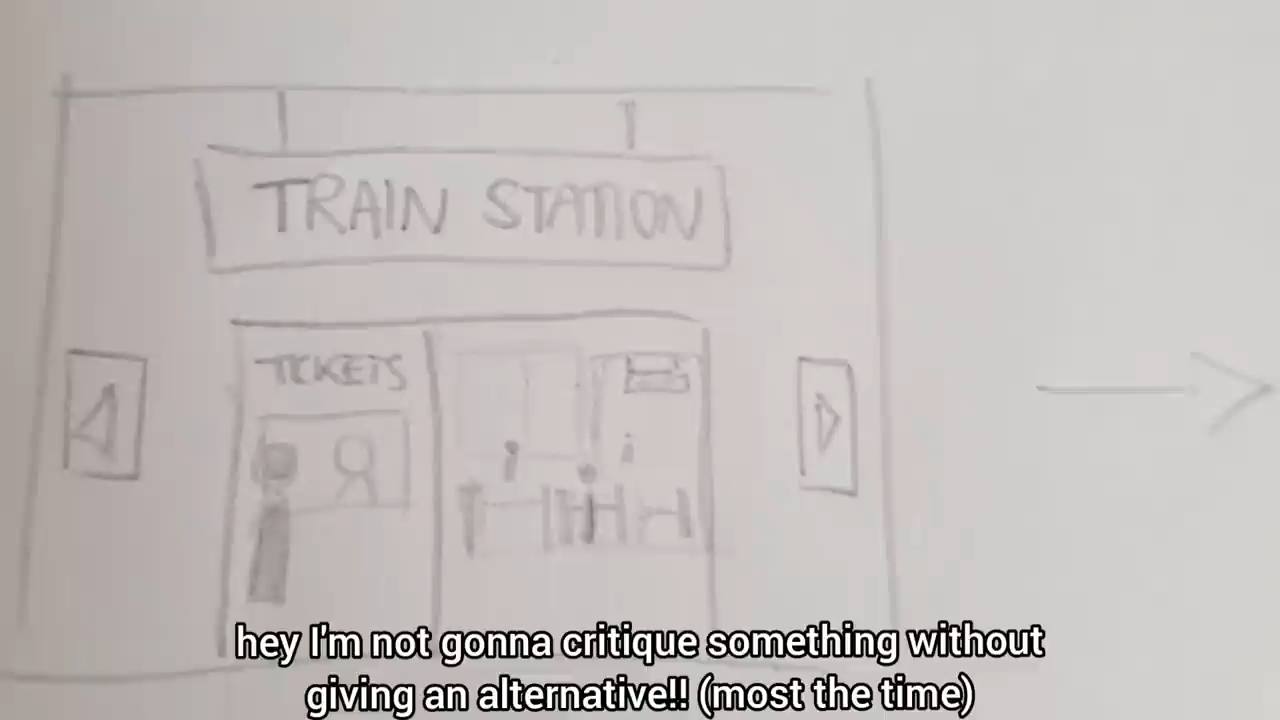 TRAIN STATION
TICKETS
hey I'm not gonna critique something without
giving an alternative!! (most the time)